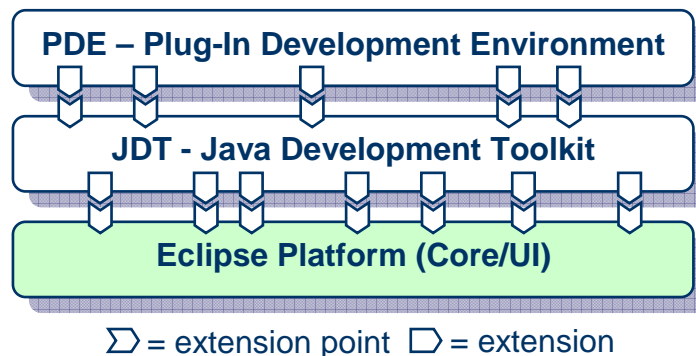 PDE – Plug-In Development Environment
JDT - Java Development Toolkit
Eclipse Platform (Core/UI)
= extension point = extension